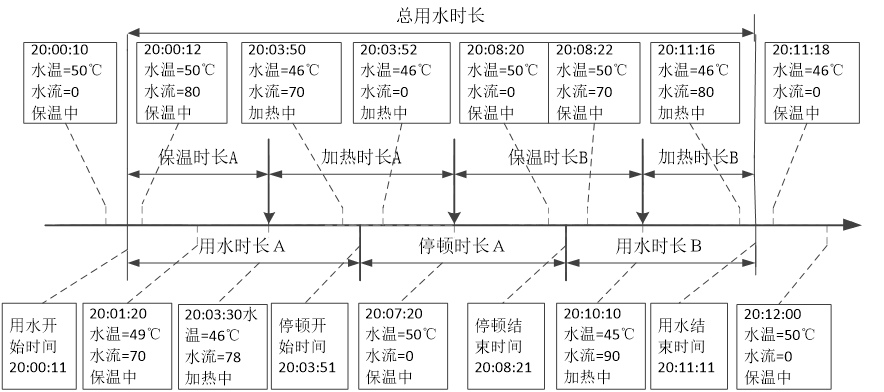 总用水时长
20:00:10
水温=50℃
水流=0
保温中
20:00:12
水温=50℃
水流=80
保温中
20:03:50
水温=46℃
水流=70
加热中
20:03:52
水温=46℃
水流=0
加热中
20:08:20
水温=50℃
水流=0
保温中
20:08:22
水温=50℃
水流=70
保温中
20:11:16
水温=46℃
水流=80
加热中
20:11:18
水温=46℃
水流=0
保温中
保温时长A
加热时长A
保温时长B
加热时长B
用水时长A
停顿时长A
用水时长B
用水开
始时间
20:00:11
20:01:20
水温=49℃
水流=70
保温中
20:03:30水
温=46℃
水流=78
加热中
停顿开
始时间
20:03:51
20:07:20
水温=50℃
水流=0
保温中
停顿结
束时间
20:08:21
20:10:10
水温=45℃
水流=90
加热中
用水结
束时间
20:11:11
20:12:00
水温=50℃
水流=0
保温中